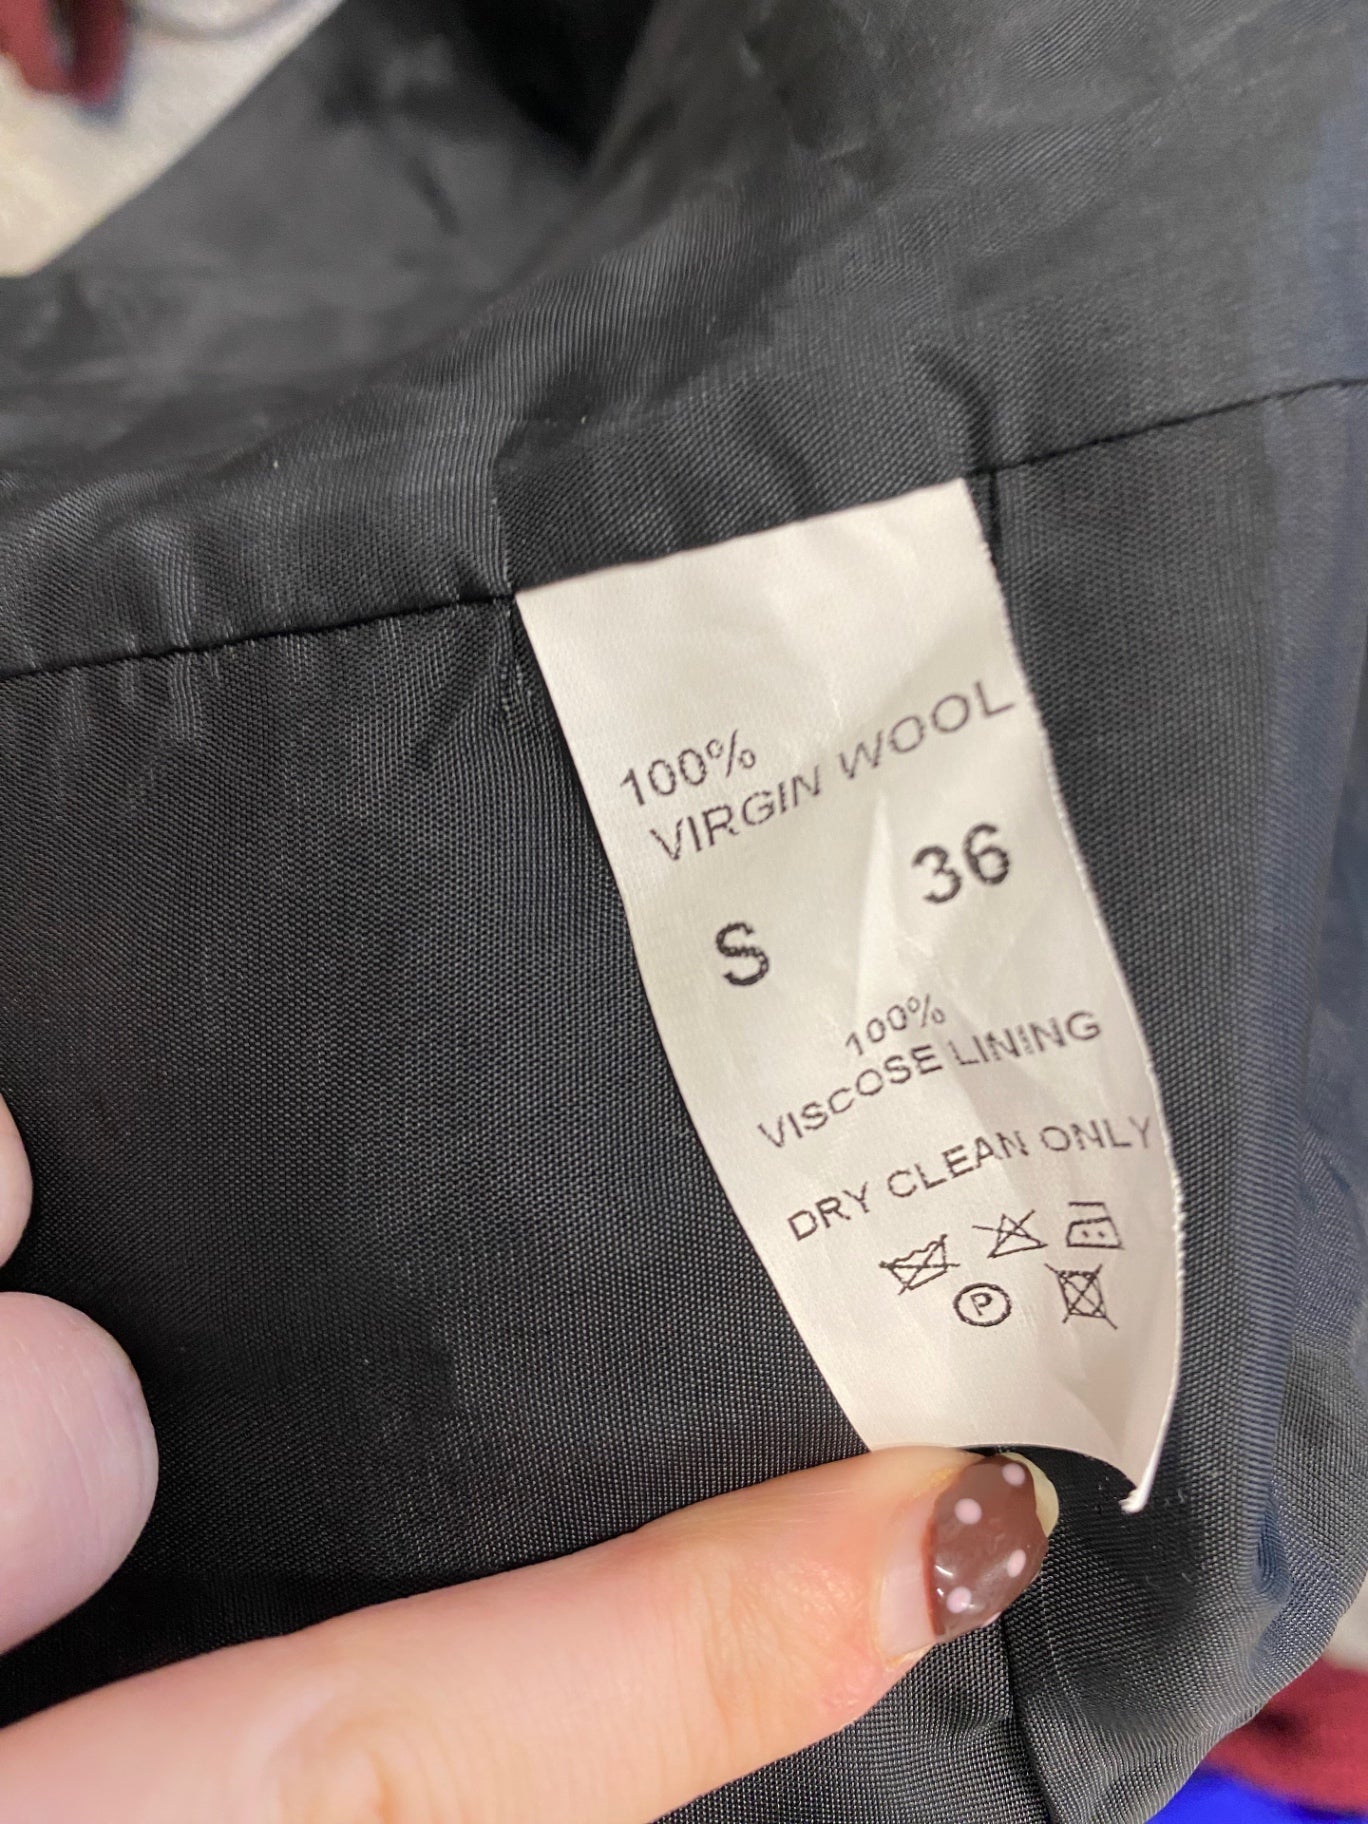 100%
VIRGIN WOOL
S 36
100%
VISCOSE LINING
DRY CLEAN ONLY
P